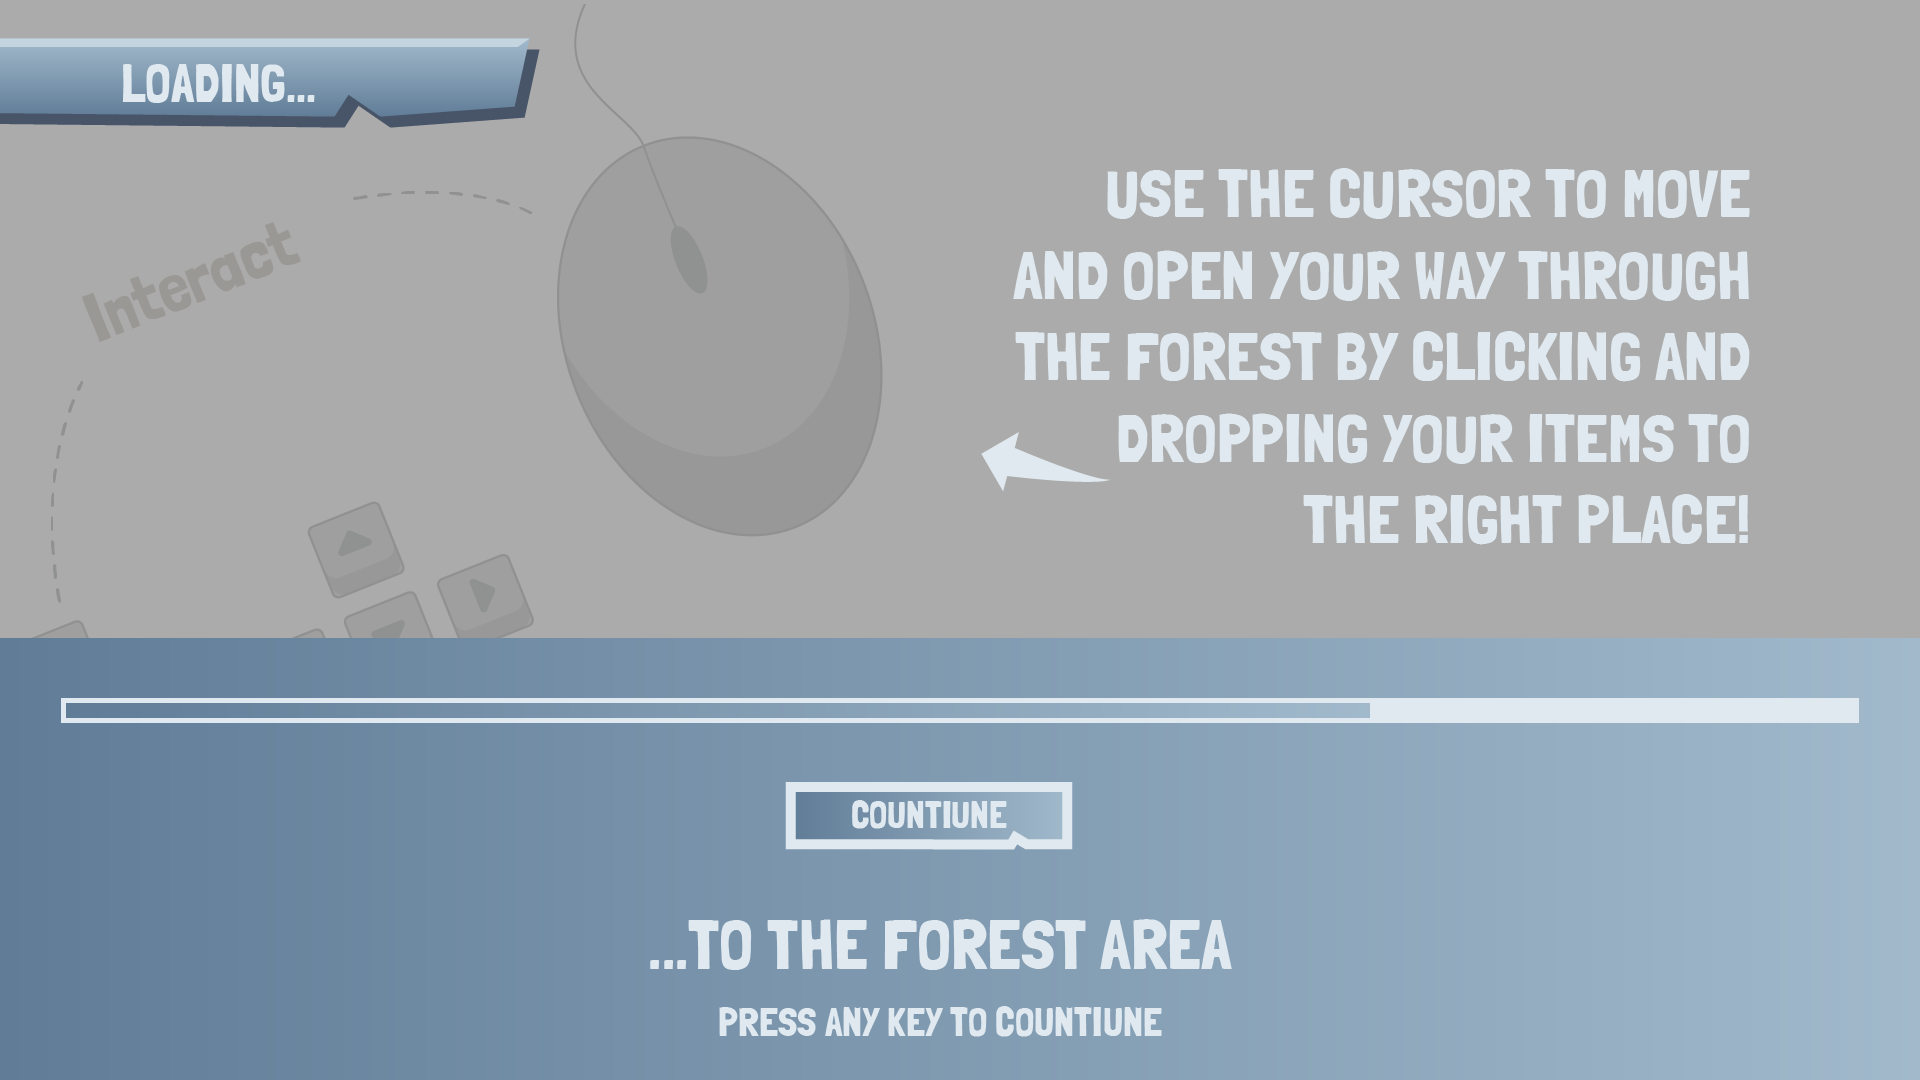 LOADING...
Interact
USE THE CURSOR TO MOVE
AND OPEN YOUR WAY THROUGH
THE FOREST BY CLICKING AND
DROPPING YOUR ITEMS TO
THE RIGHT PLACE!
COUNTIUNE
...TO THE FOREST AREA
PRESS ANY KEY TO COUNTIUNE